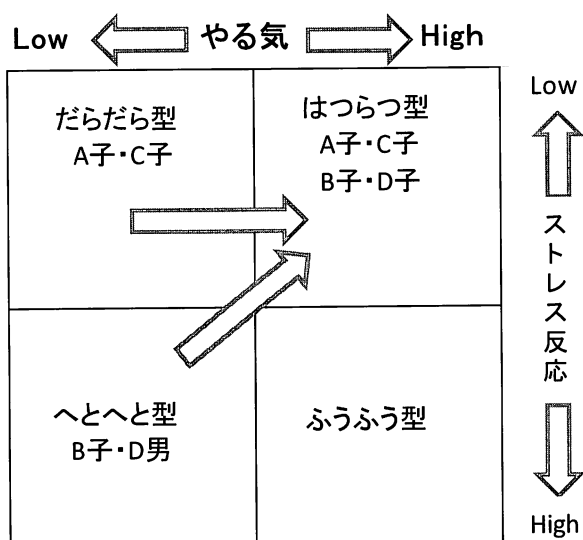 Low やる気 High
だらだら型
A子・C子
はつらつ型
A子・C子
B子・D子
へとへと型
B子・D男
ふうふう型
Low
ストレス反応
High